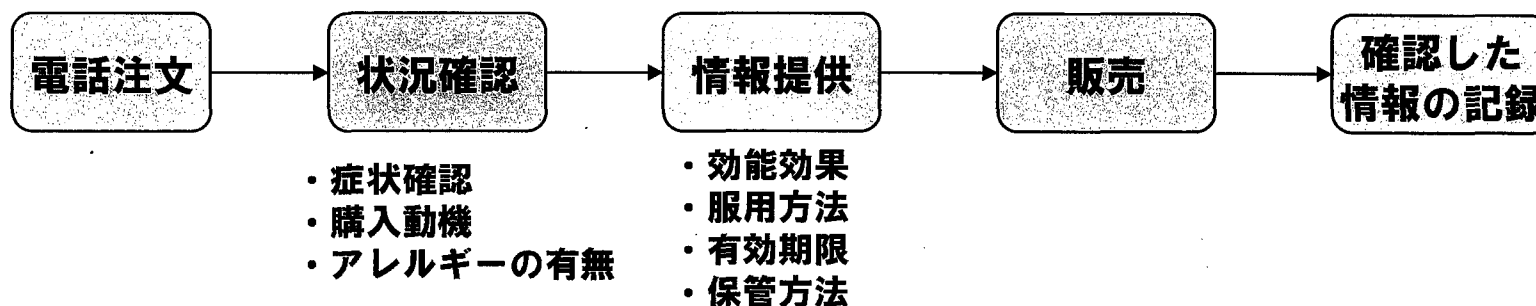 電話注文
状況確認
情報提供
販売
確認した
情報の記録
・症状確認
・購入動機
・アレルギーの有無
・効能効果
・服用方法
・有効期限
・保管方法